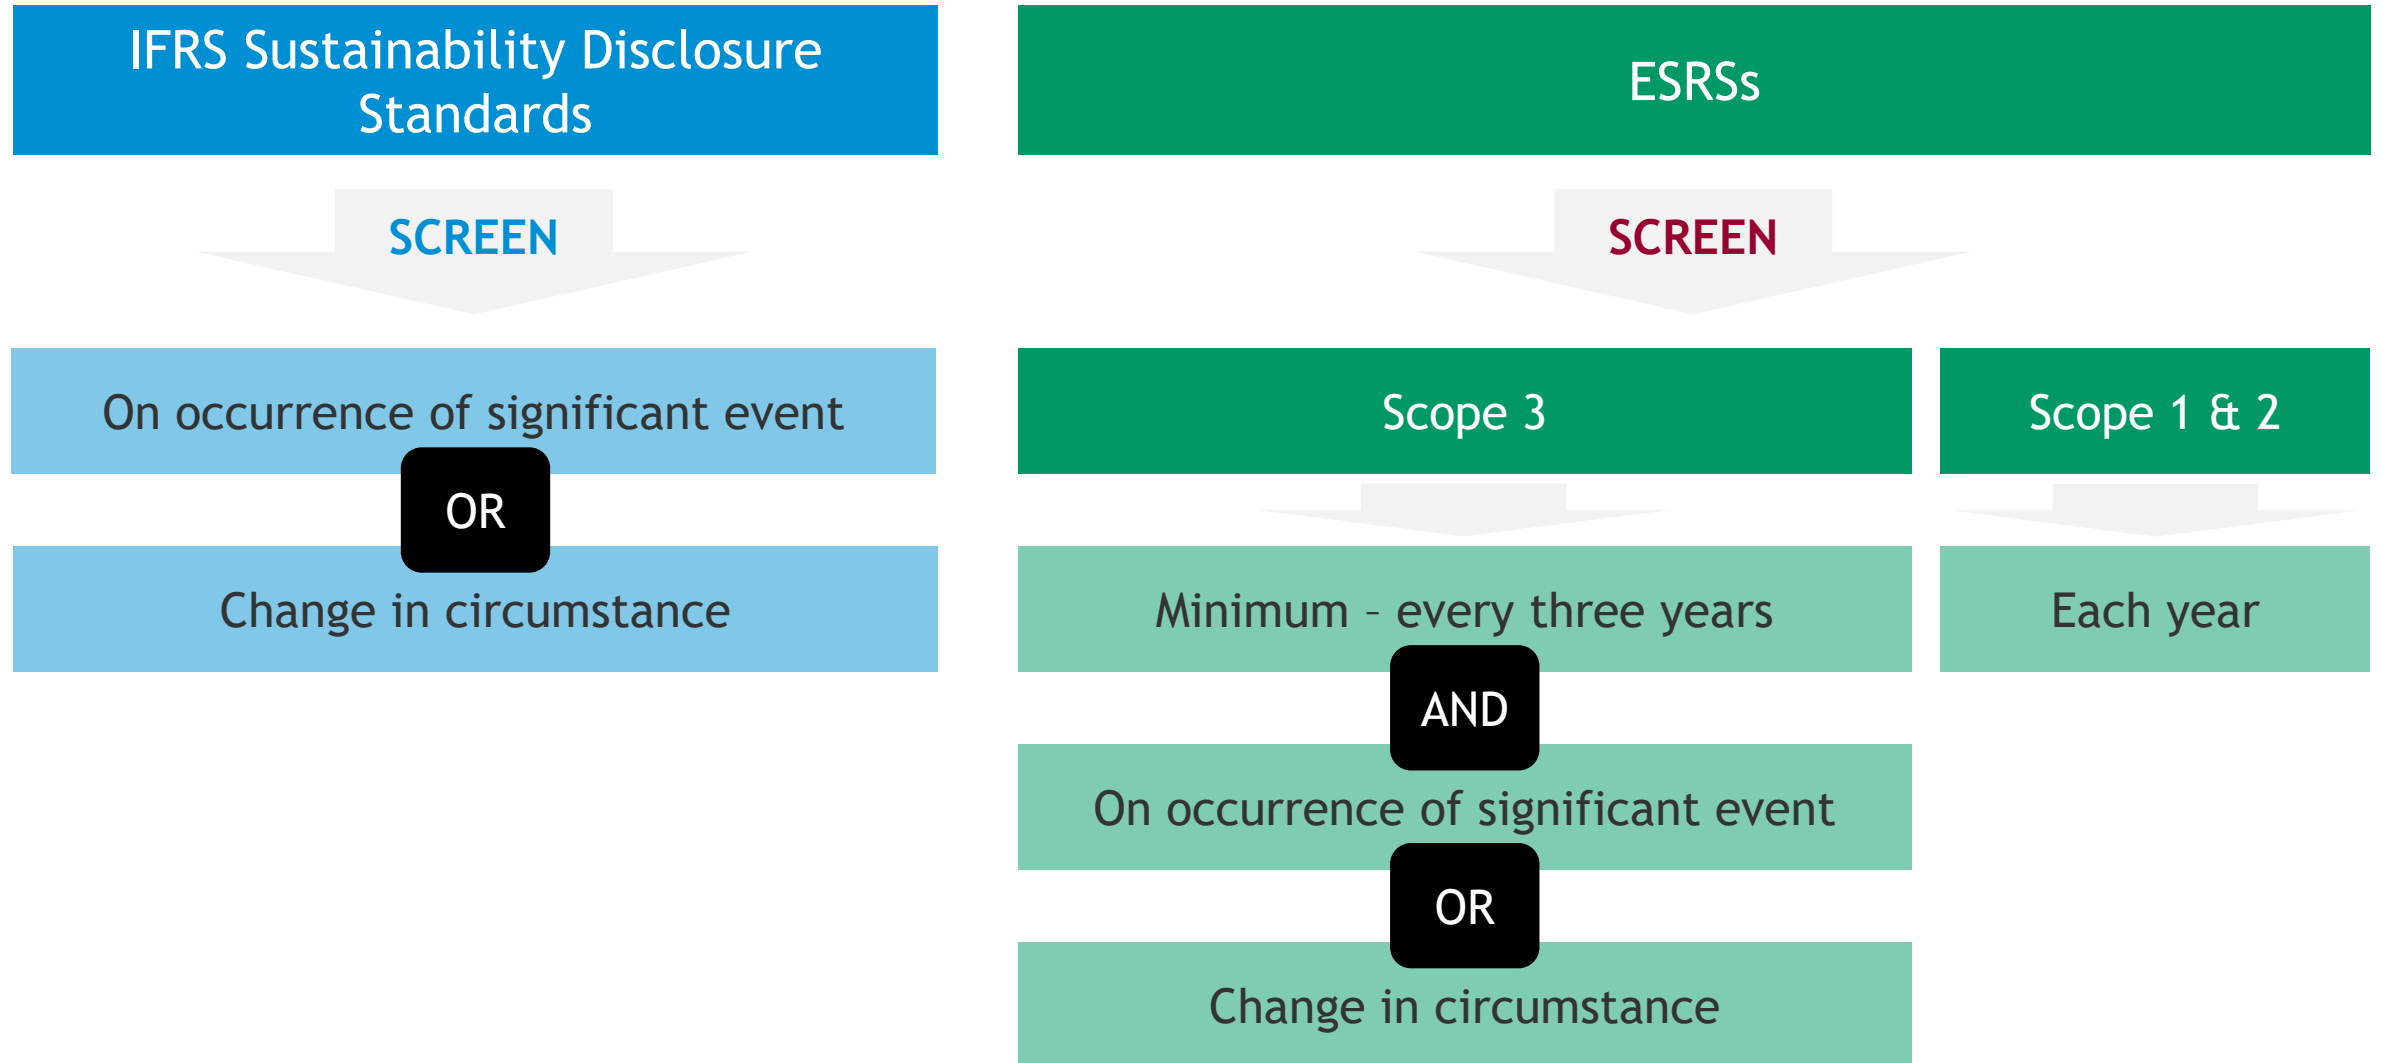 IFRS Sustainability Disclosure
Standards
SCREEN
On occurrence of significant event
OR
Change in circumstance
ESRSs
SCREEN
Scope 3
Minimum – every three years
AND
On occurrence of significant event
OR
Change in circumstance
Scope 1 & 2
Each year